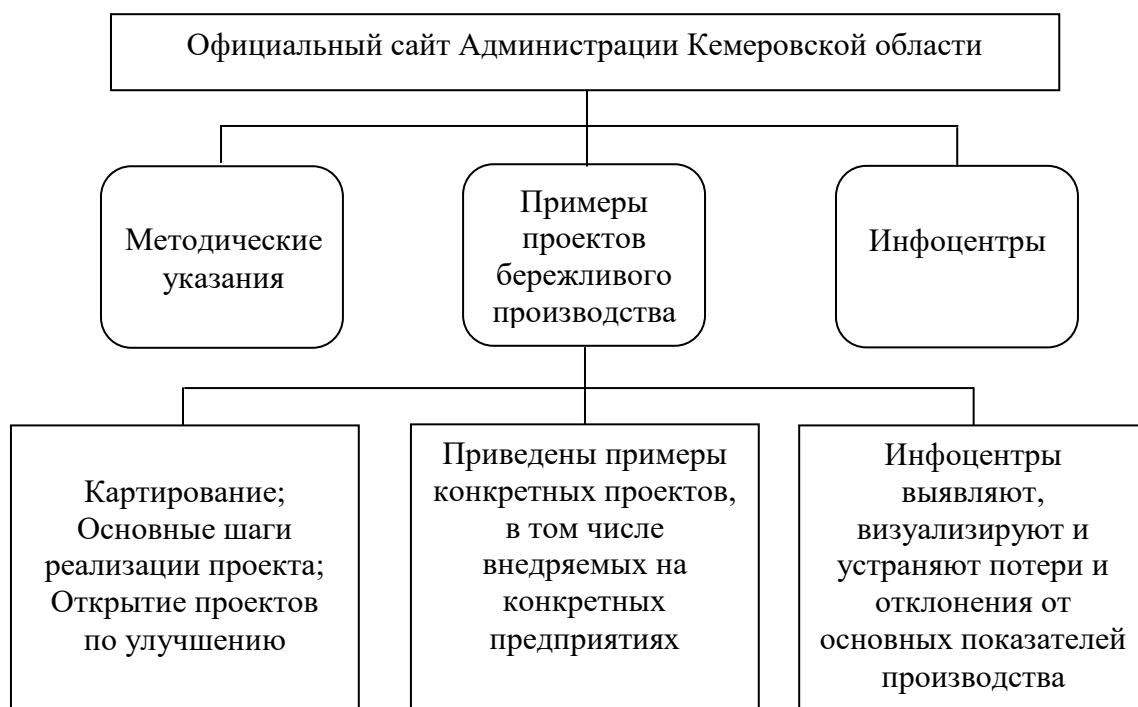 Официальный сайт Администрации Кемеровской области
Методические
указания
Примеры
проектов
бережливого
производства
Инфоцентры
Картирование;
Основные шаги
реализации проекта;
Открытие проектов
по улучшению
Приведены примеры
конкретных проектов,
в том числе
внедряемых на
конкретных
предприятиях
Инфоцентры
выявляют,
визуализируют и
устраняют потери и
отклонения от
основных показателей
производства